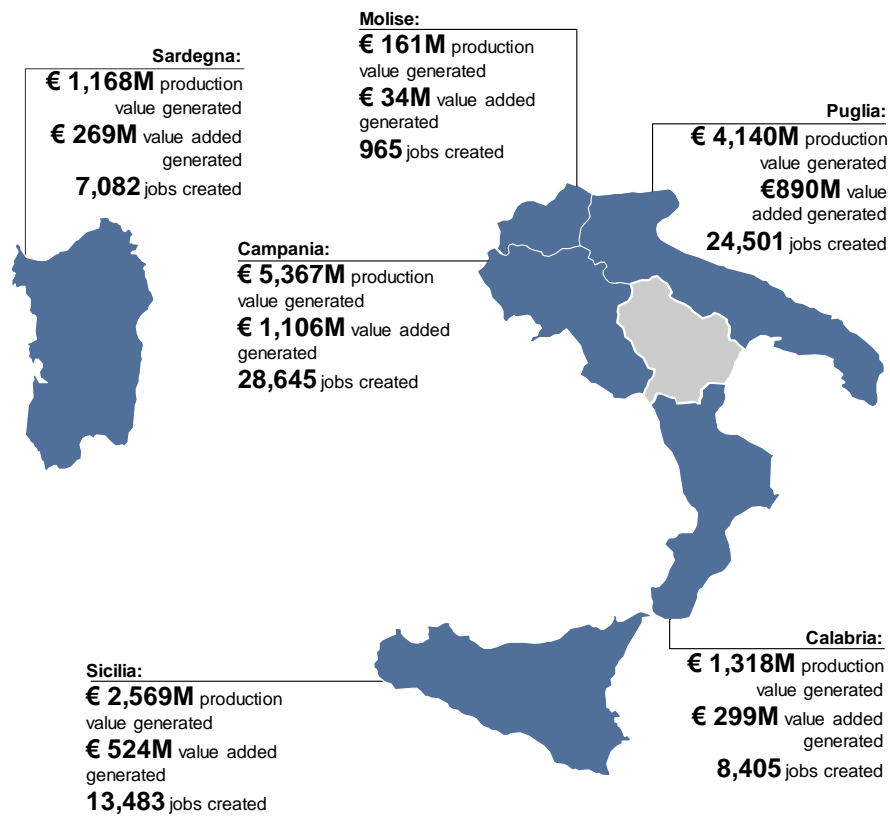 Molise:
€ 161M production
value generated
€ 34M value added
generated
965 jobs created
Sardegna:
€ 1,168M production
value generated
€ 269M value added
generated
7,082 jobs created
Puglia:
€ 4,140M production
value generated
€890M value
added generated
24,501 jobs created
Campania:
€ 5,367M production
value generated
€ 1,106M value added
generated
28,645 jobs created
Calabria:
€ 1,318M production
value generated
€ 299M value added
generated
8,405 jobs created
Sicilia:
€ 2,569M production
value generated
€ 524M value added
generated
13,483 jobs created